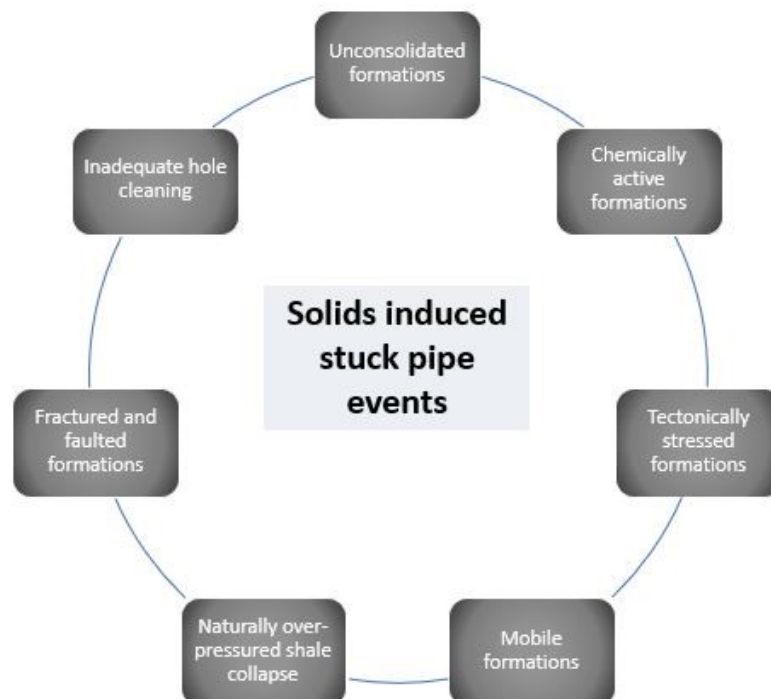 Unconsolidated
formations
Chemically
active
formations
Tectonically
stressed
formations
Mobile
formations
Naturally over-
pressured shale
collapse
Fractured and
faulted
formations
Inadequate hole
cleaning
Solids induced
stuck pipe
events